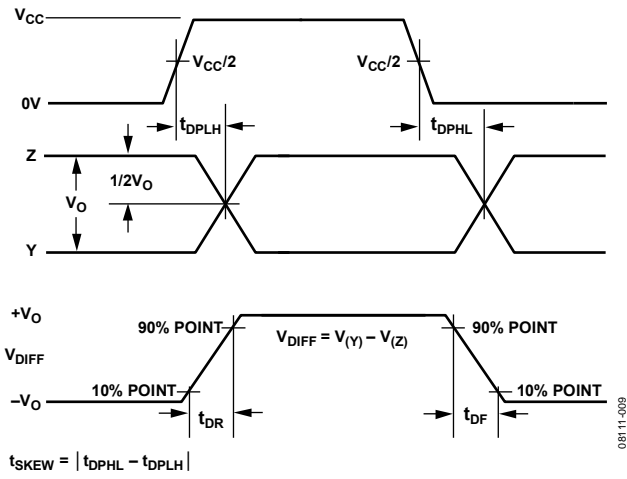 VCC
VCC/2
VCC/2
0V
tDPLH
tDPHL
Z
1/2VO
VO
Y
+VO
90% POINT
VDIFF = V(Y) – V(Z)
90% POINT
VDIFF
10% POINT
10% POINT
–VO
tDR
tDF
tSKEW = |tDPHL – tDPLH|
08111-009